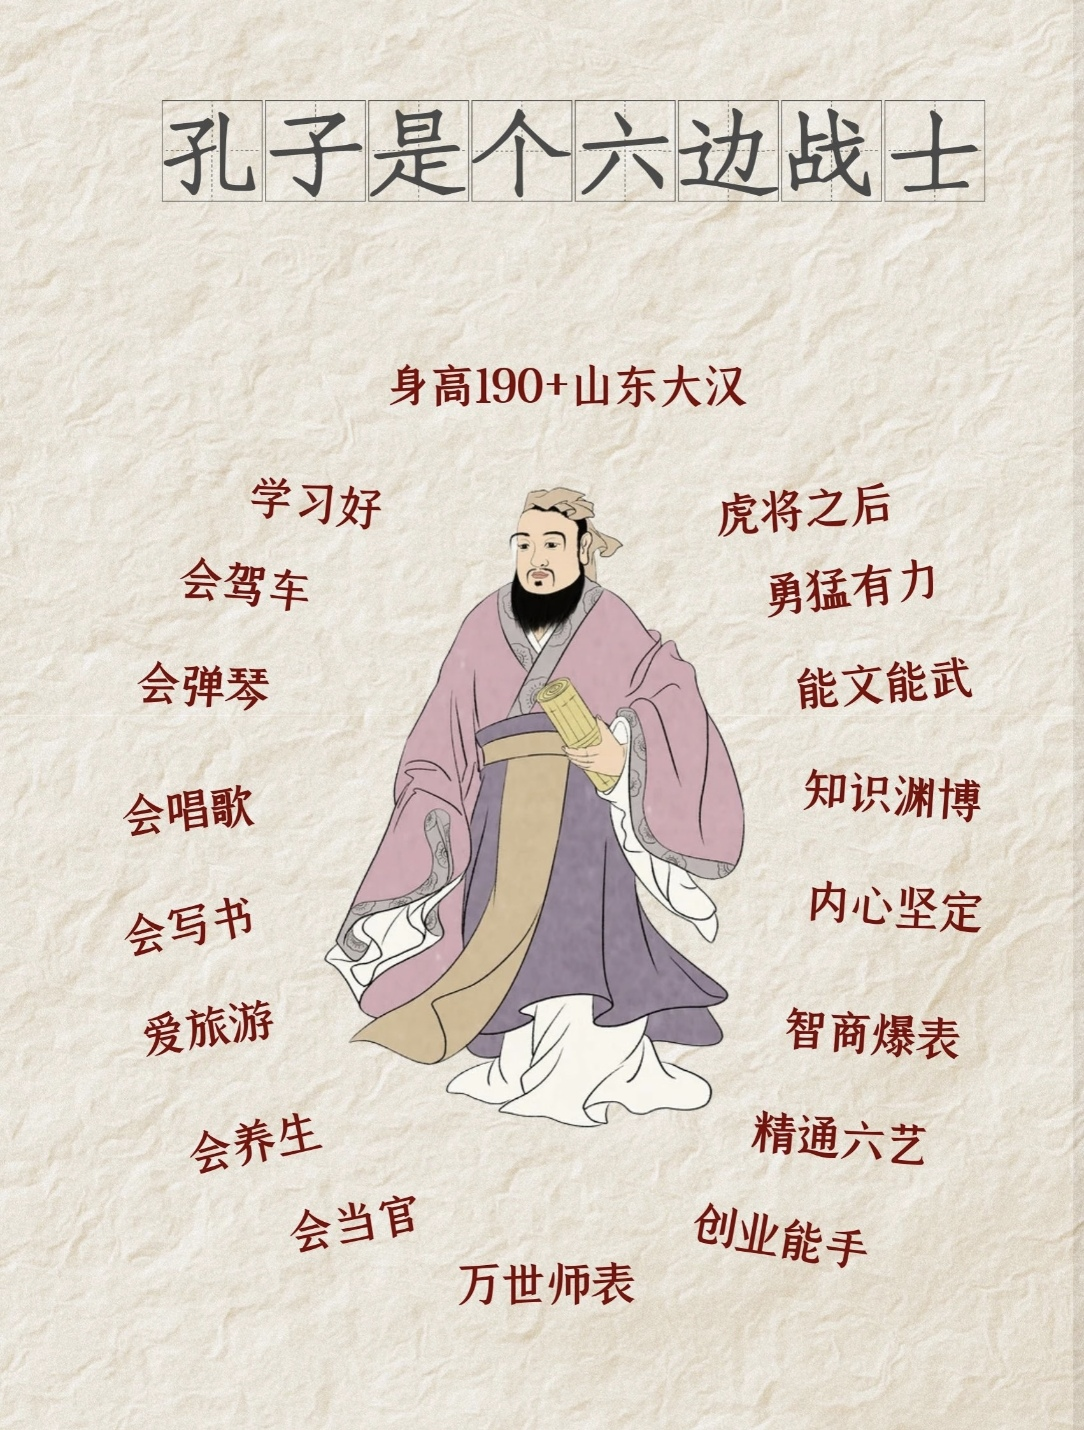 孔子是个六边战士
身高190+山东大汉
学习好
会驾车
会弹琴
会唱歌
会写书
爱旅游
会养生
会当官
虎将之后
勇猛有力
能文能武
知识渊博
内心坚定
智商爆表
精通六艺
创业能手
万世师表